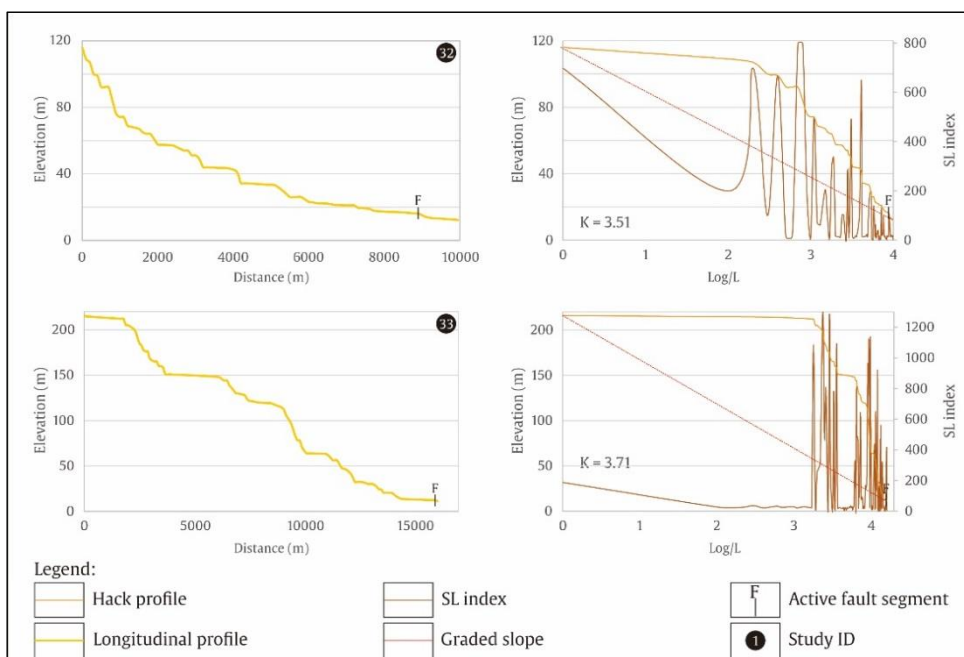 120
80
40
0
Elevation (m)
0
2000
4000
6000
8000
10000
Distance (m)
32
F
120
80
40
0
Elevation (m)
0
1
2
3
4
Log/L
800
600
400
200
0
SL index
K = 3.51
F
200
150
100
50
0
Elevation (m)
0
5000
10000
15000
Distance (m)
33
F
200
150
100
50
0
Elevation (m)
0
1
2
3
4
Log/L
1200
1000
800
600
400
200
0
SL index
K = 3.71
F
Legend:
Hack profile
SL index
F
Active fault segment
Longitudinal profile
Graded slope
1
Study ID